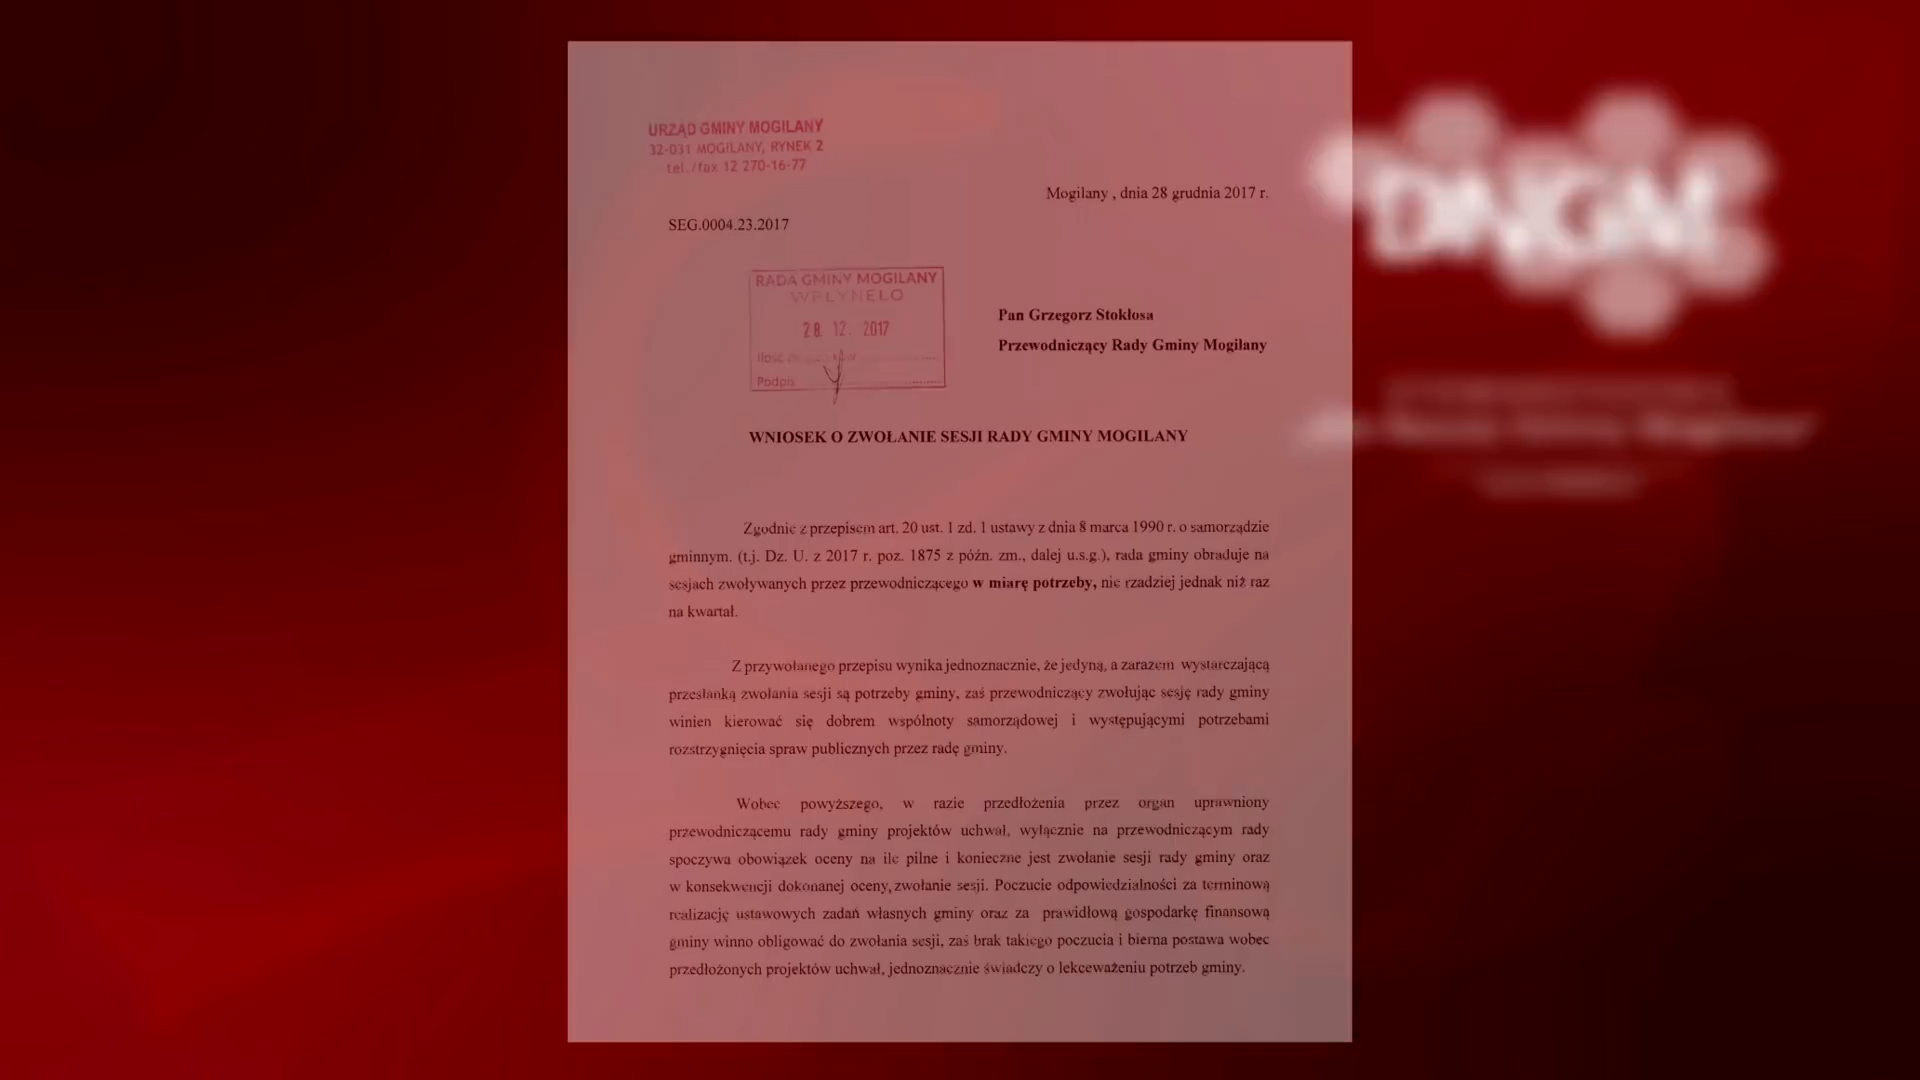 URZĄD GMINY MOGILANY
32-031 MOGILANY, RYNEK 2
tel./fax 12 270-16-77
Mogilany , dnia 28 grudnia 2017 r.
SEG.0004.23.2017
RADA GMINY MOGILANY
WPŁYNEŁO
28. 12. 2017
Ilość
Podpis
Pan Grzegorz Stokłosa
Przewodniczący Rady Gminy Mogilany
WNIOSEK O ZWOŁANIE SESJI RADY GMINY MOGILANY
Zgodnie z przepisem art. 20 ust. 1 zd. 1 ustawy z dnia 8 marca 1990 r. o samorządzie
gminnym. (t.j. Dz. U. z 2017 r. poz. 1875 z późn. zm., dalej u.s.g.), rada gminy obraduje na
sesjach zwoływanych przez przewodniczącego w miarę potrzeby, nie rzadziej jednak niż raz
na kwartał.
Z przywołanego przepisu wynika jednoznacznie, że jedyną, a zarazem wystarczającą
przesłanką zwołania sesji są potrzeby gminy, zaś przewodniczący zwołując sesję rady gminy
winien kierować się dobrem wspólnoty samorządowej i występującymi potrzebami
rozstrzygnięcia spraw publicznych przez radę gminy.
Wobec powyższego, w razie przedłożenia przez organ uprawniony
przewodniczącemu rady gminy projektów uchwał, wyłącznie na przewodniczącym rady
spoczywa obowiązek oceny na ile pilne i konieczne jest zwołanie sesji rady gminy oraz
w konsekwencji dokonanej oceny, zwołanie sesji. Poczucie odpowiedzialności za terminową
realizację ustawowych zadań własnych gminy oraz za prawidłową gospodarkę finansową
gminy winno obligować do zwołania sesji, zaś brak takiego poczucia i bierna postawa wobec
przedłożonych projektów uchwał, jednoznacznie świadczy o lekceważeniu potrzeb gminy.